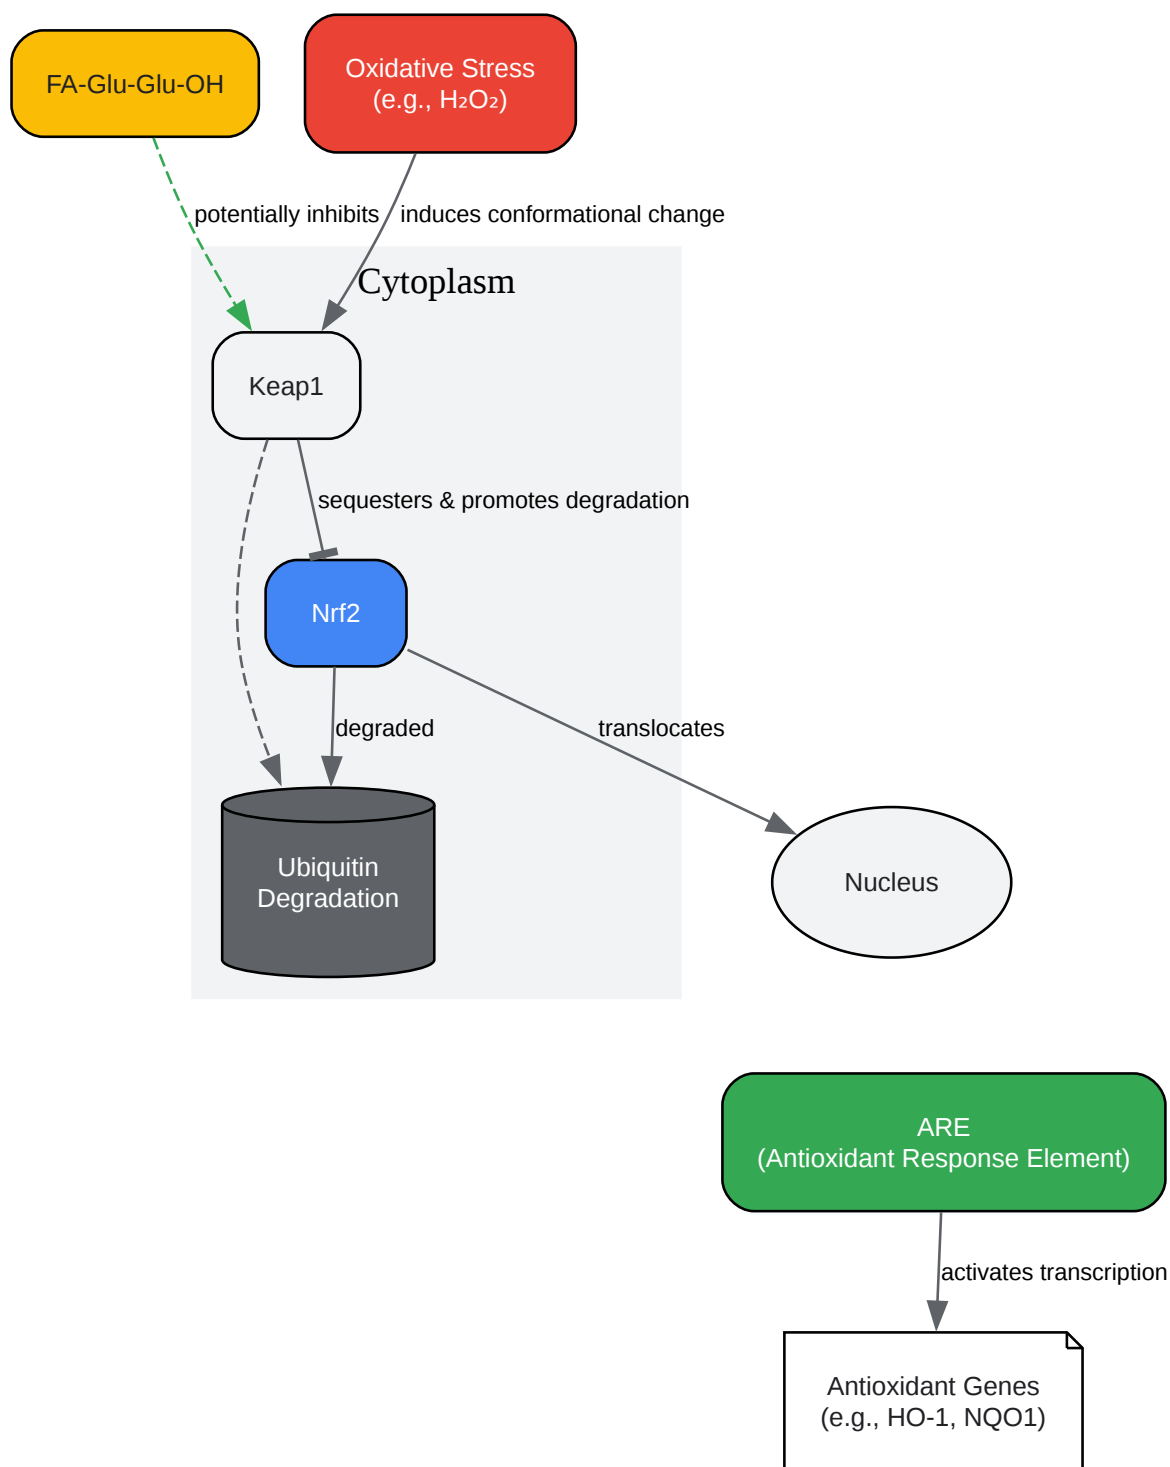 FA-Glu-Glu-OH
Oxidative Stress
(e.g., H₂O₂)
potentially inhibits
induces conformational change
Cytoplasm
Keap1
sequesters & promotes degradation
Nrf2
degraded
translocates
Ubiquitin
Degradation
Nucleus
ARE
(Antioxidant Response Element)
activates transcription
Antioxidant Genes
(e.g., HO-1, NQO1)